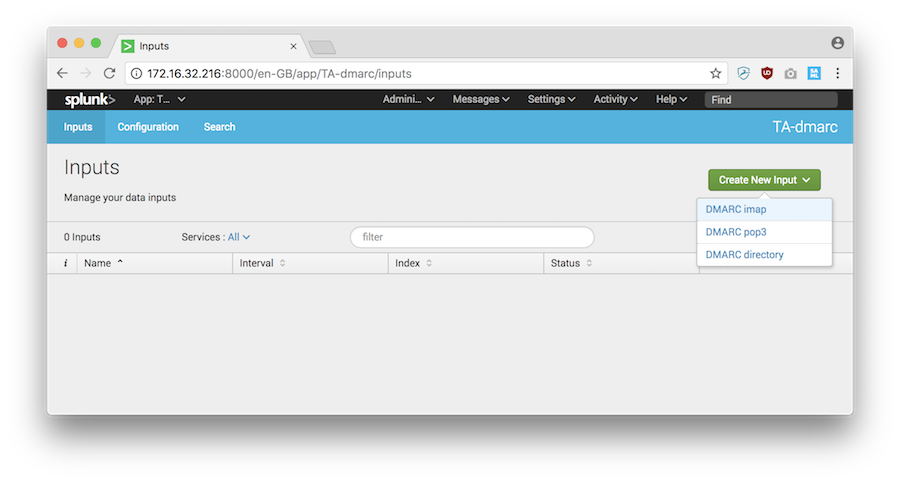 Inputs
172.16.32.216:8000/en-GB/app/TA-dmarc/inputs
splunk> App: T... Admini... Messages Settings Activity Help Find
Inputs Configuration Search TA-dmarc
Inputs
Create New Input
Manage your data inputs
DMARC imap
DMARC pop3
DMARC directory
0 Inputs Services : All filter
i Name Interval Index Status